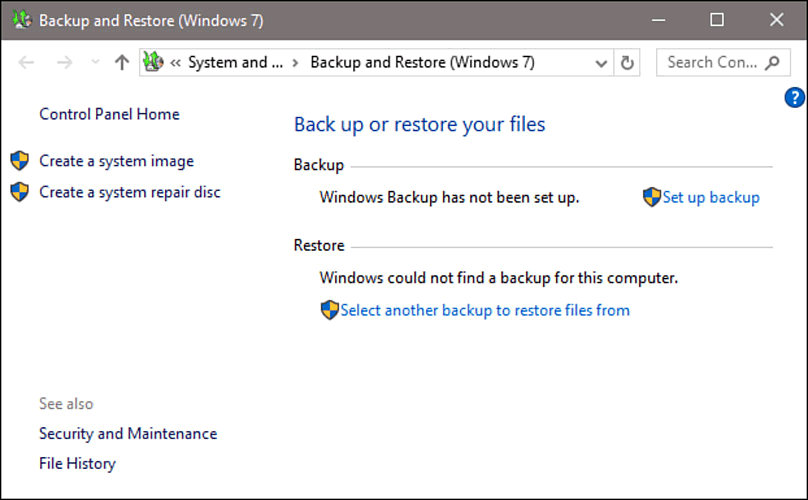 Backup and Restore (Windows 7)
« System and ... › Backup and Restore (Windows 7)
Search Con...
?
Control Panel Home
Create a system image
Create a system repair disc
Back up or restore your files
Backup
Windows Backup has not been set up.
Set up backup
Restore
Windows could not find a backup for this computer.
Select another backup to restore files from
See also
Security and Maintenance
File History